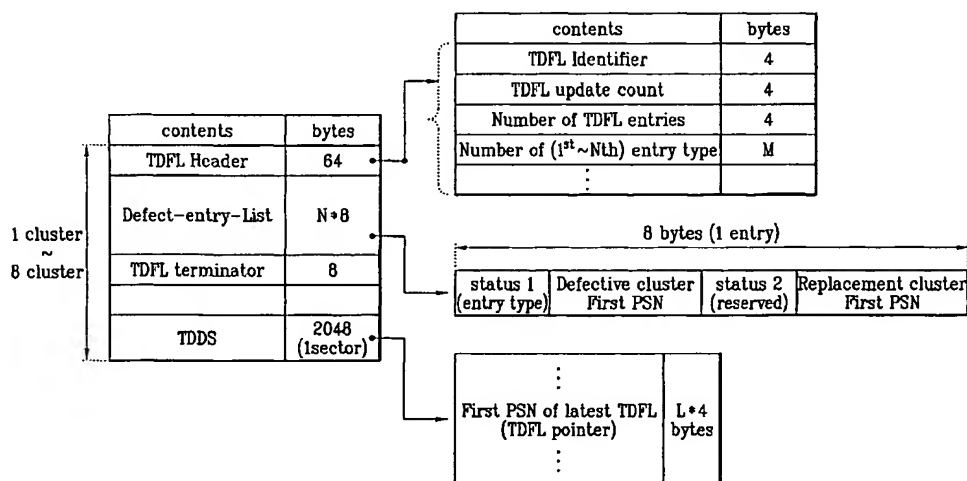 contents bytes
TDFL Identifier 4
TDFL update count 4
Number of TDFL entries 4
Number of (1st~Nth) entry type M
⋮
contents bytes
TDFL Header 64
Defect-entry-List N*8
TDFL terminator 8
TDDS 2048
(1sector)
1 cluster
~
8 cluster
8 bytes (1 entry)
status 1
(entry type)
Defective cluster
First PSN
status 2
(reserved)
Replacement cluster
First PSN
⋮
First PSN of latest TDFL
(TDFL pointer)
⋮
L*4
bytes